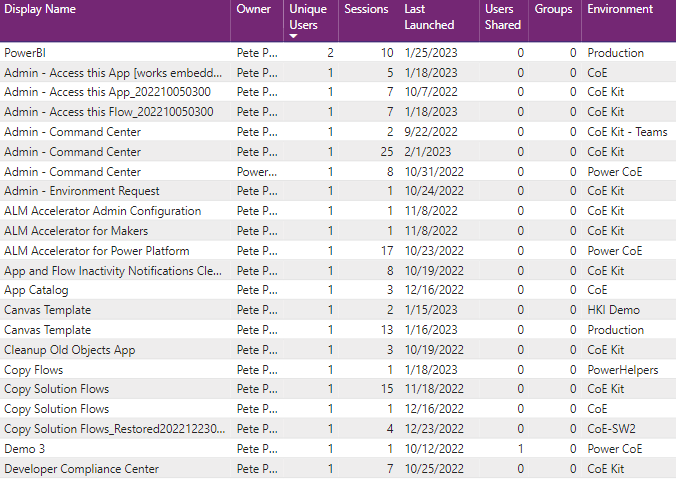 Display Name Owner Unique Users Sessions Last Launched Users Shared Groups Environment
PowerBI Pete P... 2 10 1/25/2023 0 0 Production
Admin - Access this App [works embedd... Pete P... 1 5 1/18/2023 0 0 CoE
Admin - Access this App_202210050300 Pete P... 1 7 10/7/2022 0 0 CoE Kit
Admin - Access this Flow_202210050300 Pete P... 1 7 1/18/2023 0 0 CoE Kit
Admin - Command Center Pete P... 1 2 9/22/2022 0 0 CoE Kit - Teams
Admin - Command Center Pete P... 1 25 2/1/2023 0 0 CoE Kit
Admin - Command Center Power... 1 8 10/31/2022 0 0 Power CoE
Admin - Environment Request Pete P... 1 1 10/24/2022 0 0 CoE Kit
ALM Accelerator Admin Configuration Pete P... 1 1 11/8/2022 0 0 CoE Kit
ALM Accelerator for Makers Pete P... 1 1 11/8/2022 0 0 CoE Kit
ALM Accelerator for Power Platform Pete P... 1 17 10/23/2022 0 0 Power CoE
App and Flow Inactivity Notifications Cle... Pete P... 1 8 10/19/2022 0 0 CoE Kit
App Catalog Pete P... 1 3 12/16/2022 0 0 CoE
Canvas Template Pete P... 1 2 1/15/2023 0 0 HKI Demo
Canvas Template Pete P... 1 13 1/16/2023 0 0 Production
Cleanup Old Objects App Pete P... 1 3 10/19/2022 0 0 CoE Kit
Copy Flows Pete P... 1 1 1/18/2023 0 0 PowerHelpers
Copy Solution Flows Pete P... 1 15 11/18/2022 0 0 CoE Kit
Copy Solution Flows Pete P... 1 1 12/16/2022 0 0 CoE
Copy Solution Flows_Restored202212230... Pete P... 1 4 12/23/2022 0 0 CoE-SW2
Demo 3 Pete P... 1 1 10/12/2022 1 0 Power CoE
Developer Compliance Center Pete P... 1 7 10/25/2022 0 0 CoE Kit